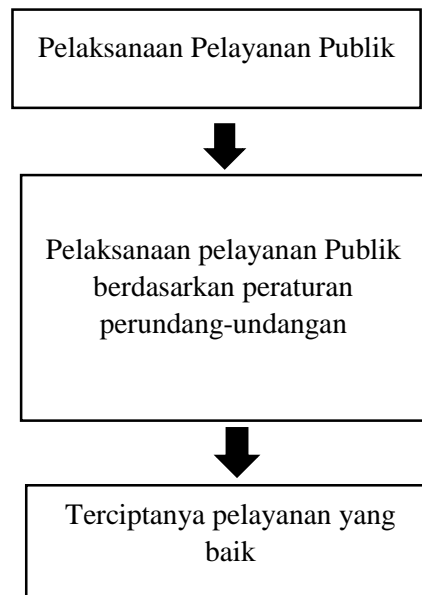 Pelaksanaan Pelayanan Publik
Pelaksanaan pelayanan Publik
berdasarkan peraturan
perundang-undangan
Terciptanya pelayanan yang
baik